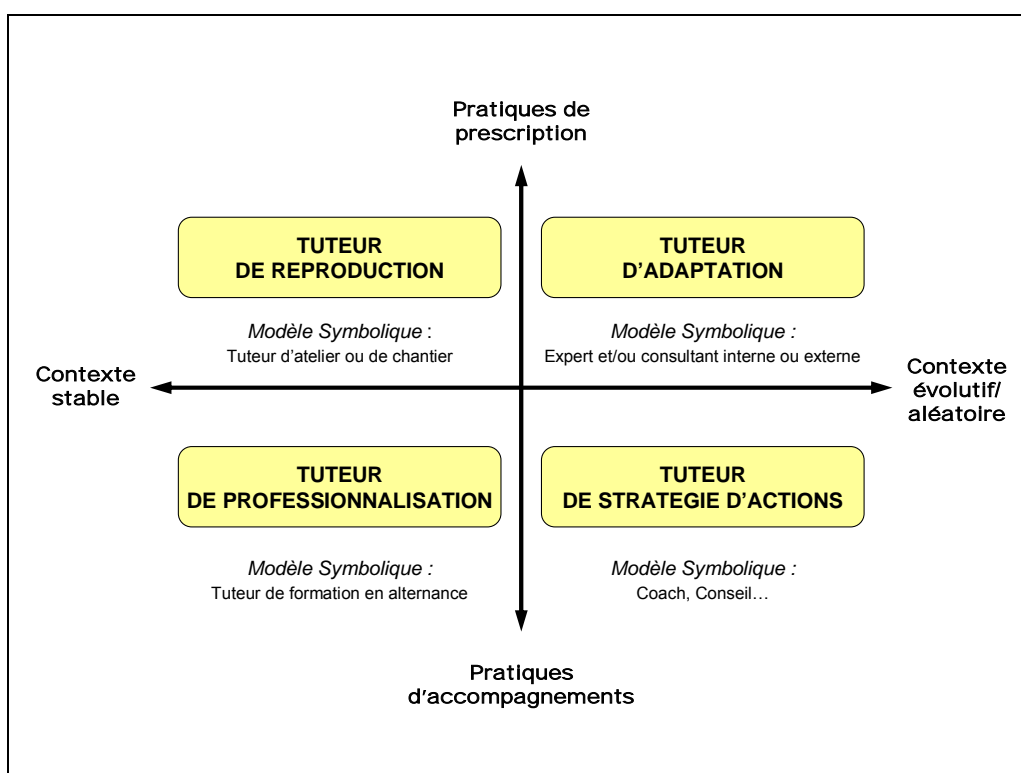 Pratiques de
prescription
TUTEUR
DE REPRODUCTION
TUTEUR
D'ADAPTATION
Modèle Symbolique :
Tuteur d'atelier ou de chantier
Modèle Symbolique :
Expert et/ou consultant interne ou externe
Contexte
stable
Contexte
évolutif/
aléatoire
TUTEUR
DE PROFESSIONNALISATION
TUTEUR
DE STRATEGIE D'ACTIONS
Modèle Symbolique :
Tuteur de formation en alternance
Modèle Symbolique :
Coach, Conseil…
Pratiques
d'accompagnements